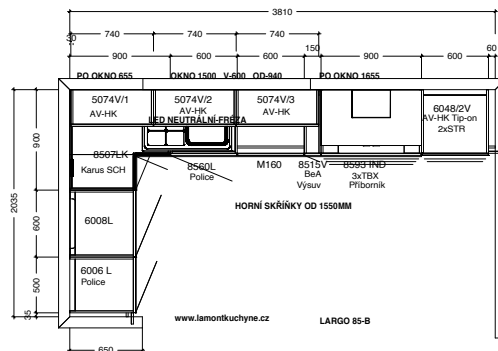 3810
30
740
740
740
900
600
600
150
900
600
60
PO OKNO 655
OKNO 1500
V-600
OD-940
PO OKNO 1655
5074V/1
AV-HK
5074V/2
AV-HK
5074V/3
AV-HK
6048/2V
AV-HK Tip-on
2xSTR
LED NEUTRÁLNÍ-FRÉZA
8507LK
Karus SCH
8560L
Police
M160
8515V
BeA
Výsuv
8593 IND
3xTBX
Příborník
HORNÍ SKŘÍŇKY OD 1550MM
6008L
6006 L
Police
2035
900
600
500
35
650
www.lamontkuchyne.cz
LARGO 85-B